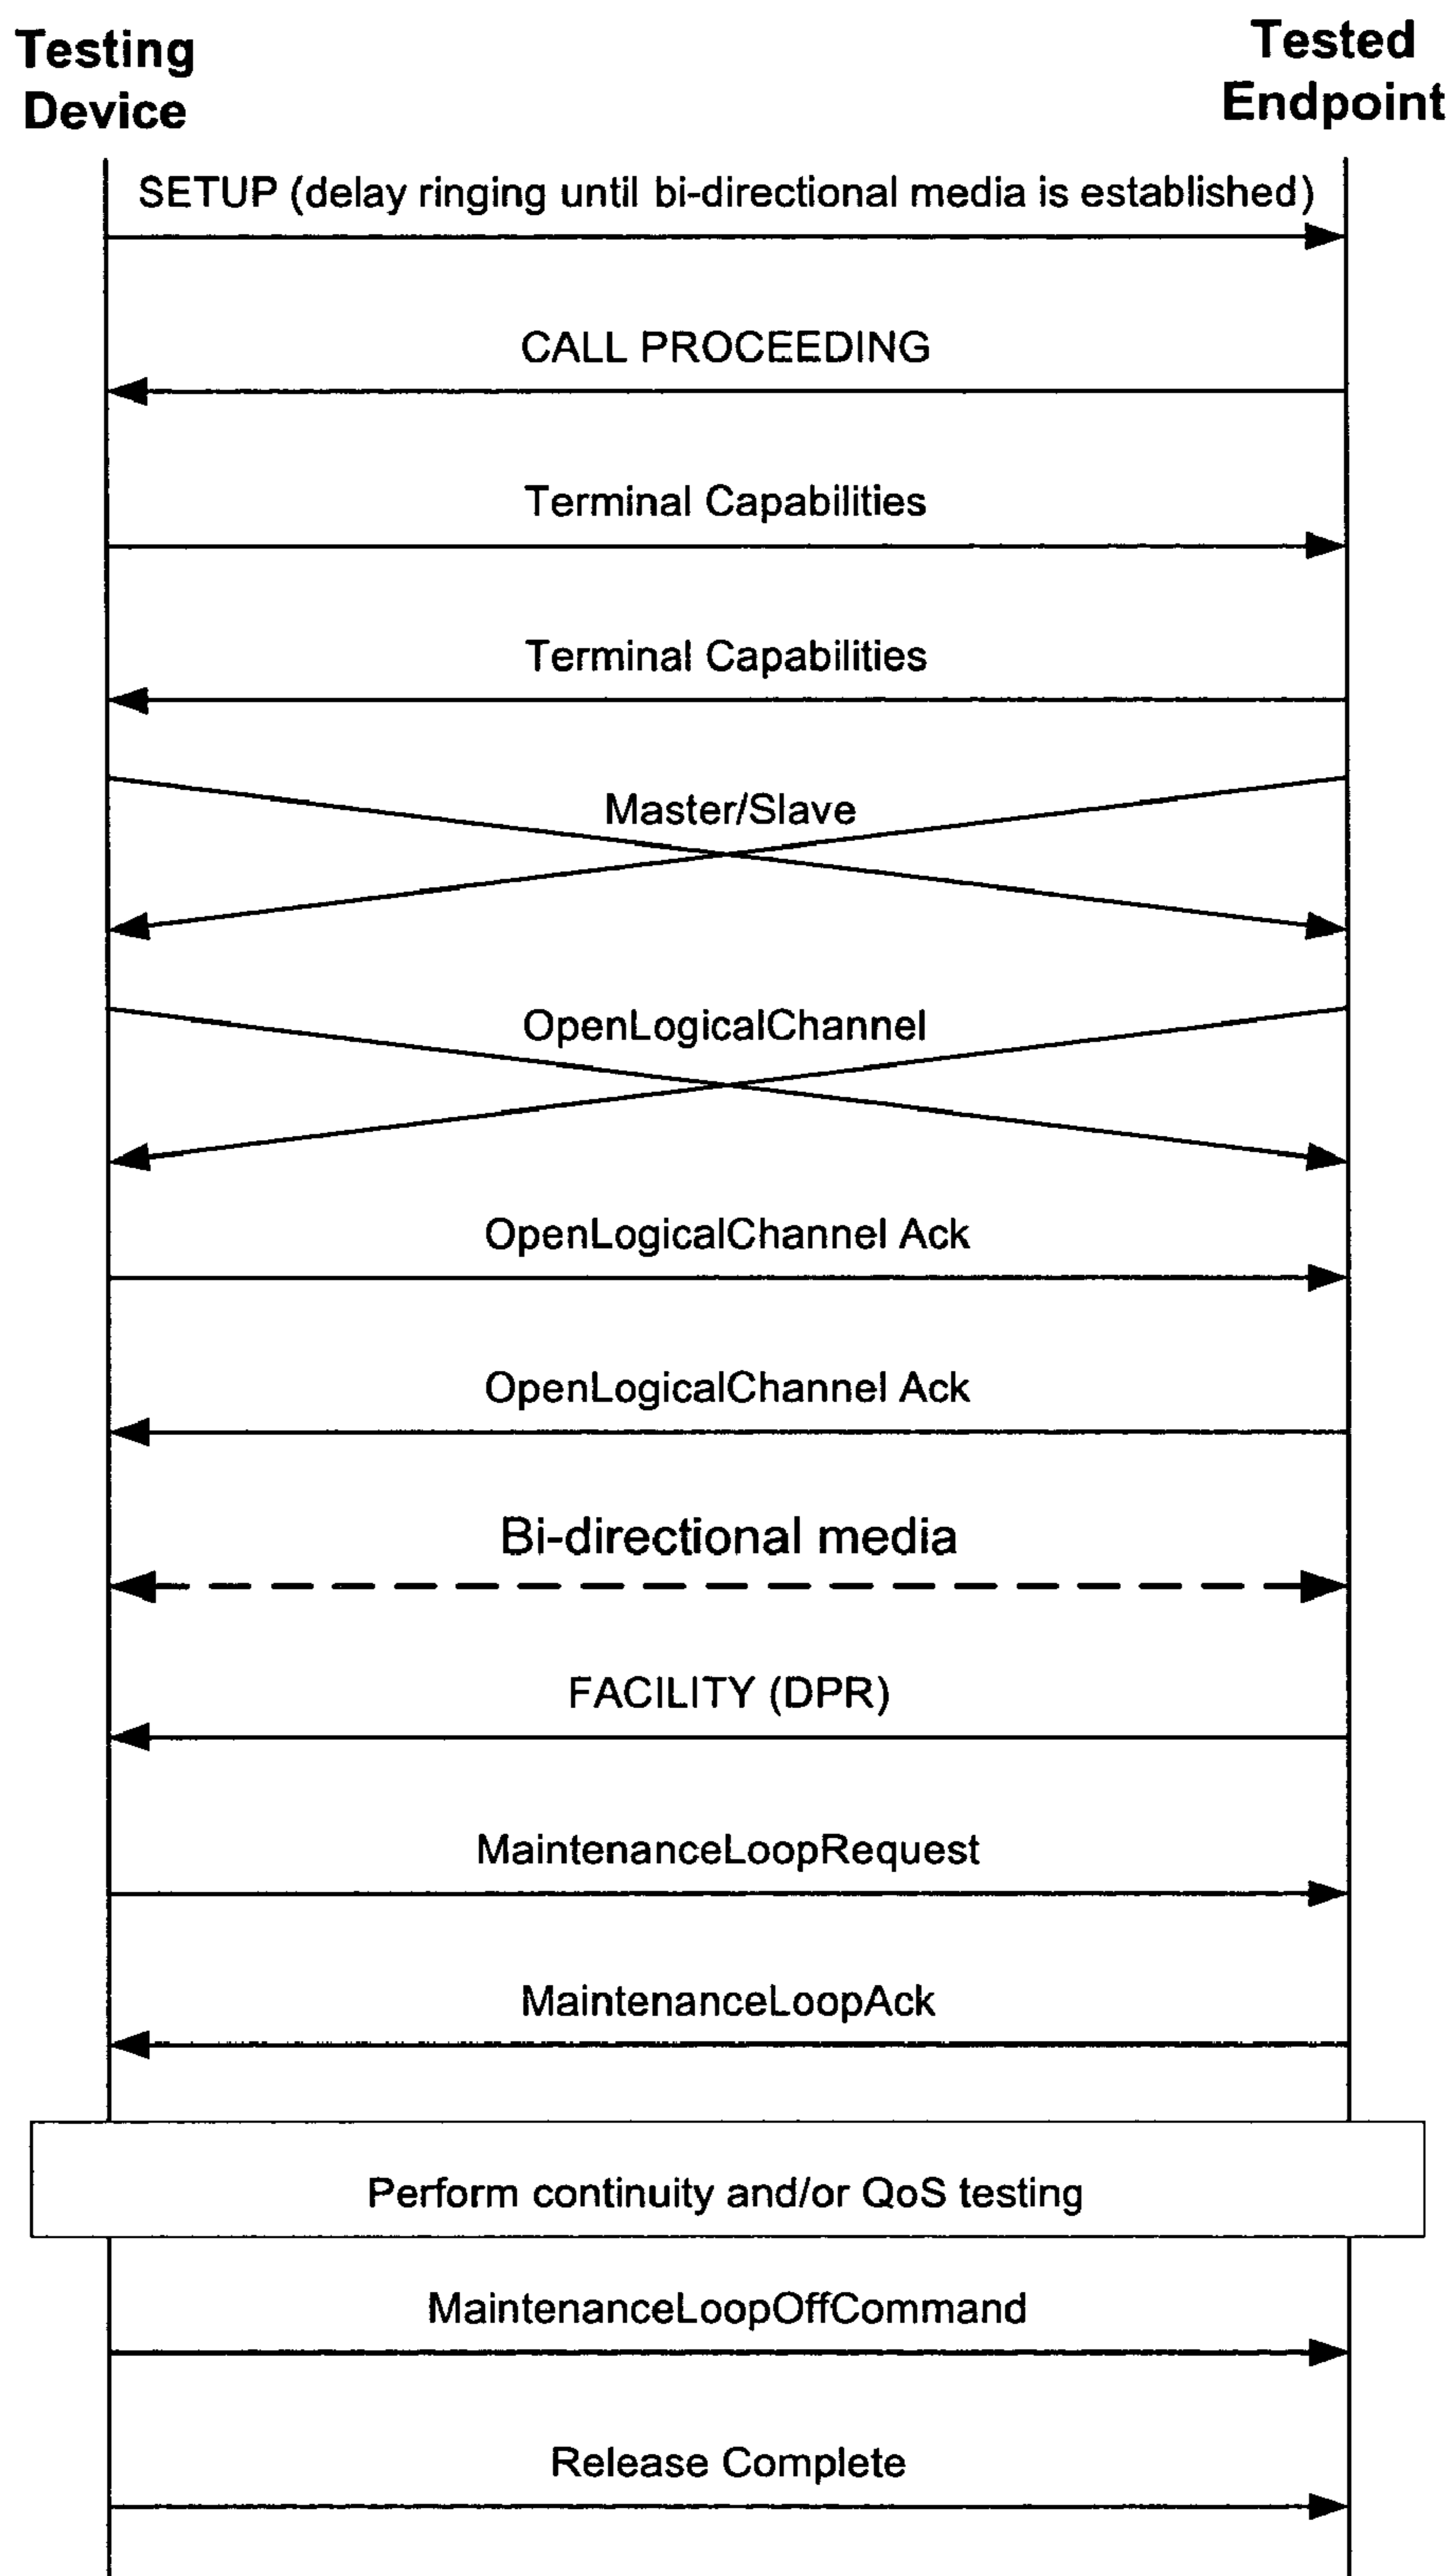 Testing
Device
Tested
Endpoint
SETUP (delay ringing until bi-directional media is established)
CALL PROCEEDING
Terminal Capabilities
Terminal Capabilities
Master/Slave
OpenLogicalChannel
OpenLogicalChannel Ack
OpenLogicalChannel Ack
Bi-directional media
FACILITY (DPR)
MaintenanceLoopRequest
MaintenanceLoopAck
Perform continuity and/or QoS testing
MaintenanceLoopOffCommand
Release Complete